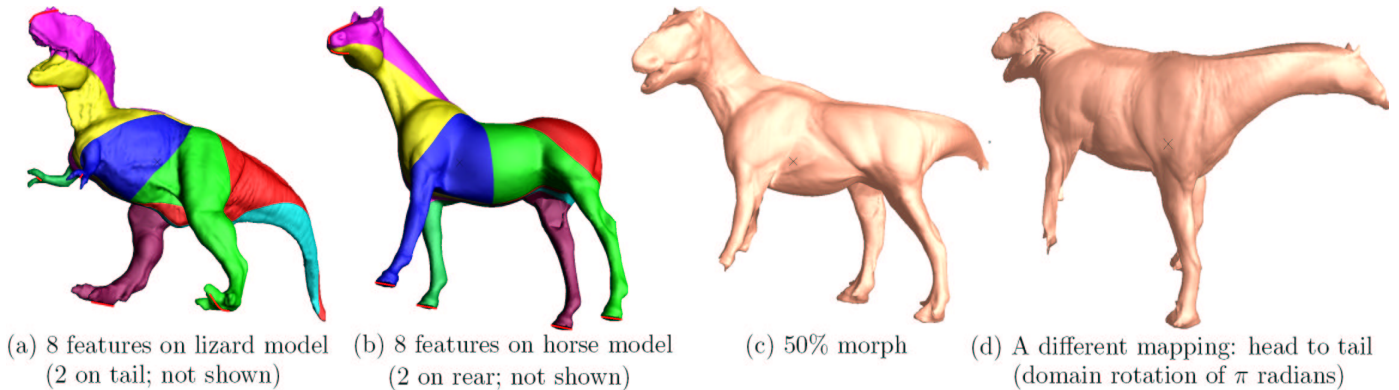 (a) 8 features on lizard model
(2 on tail; not shown)
(b) 8 features on horse model
(2 on rear; not shown)
(c) 50% morph
(d) A different mapping: head to tail
(domain rotation of π radians)